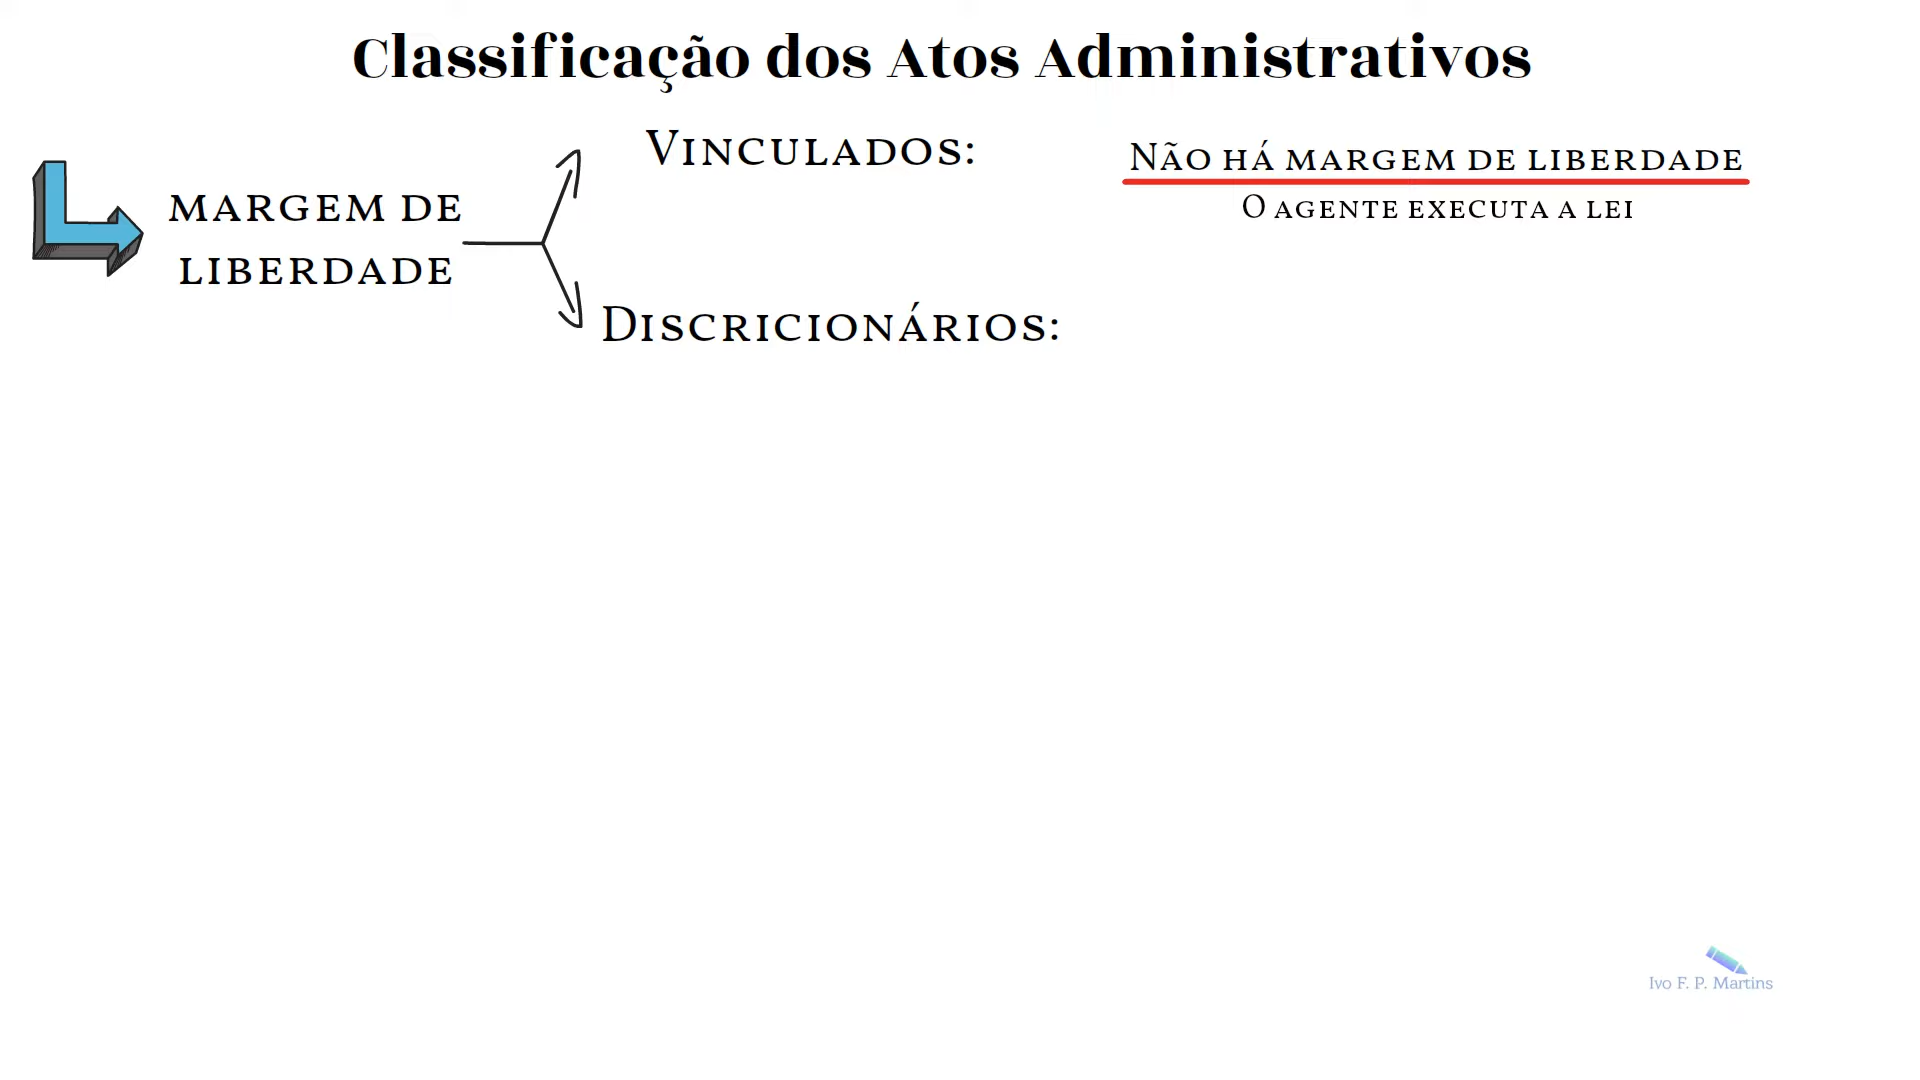 Classificação dos Atos Administrativos
MARGEM DE
LIBERDADE
VINCULADOS:
NÃO HÁ MARGEM DE LIBERDADE
O AGENTE EXECUTA A LEI
DISCRICIONÁRIOS:
Ivo F. P. Martins